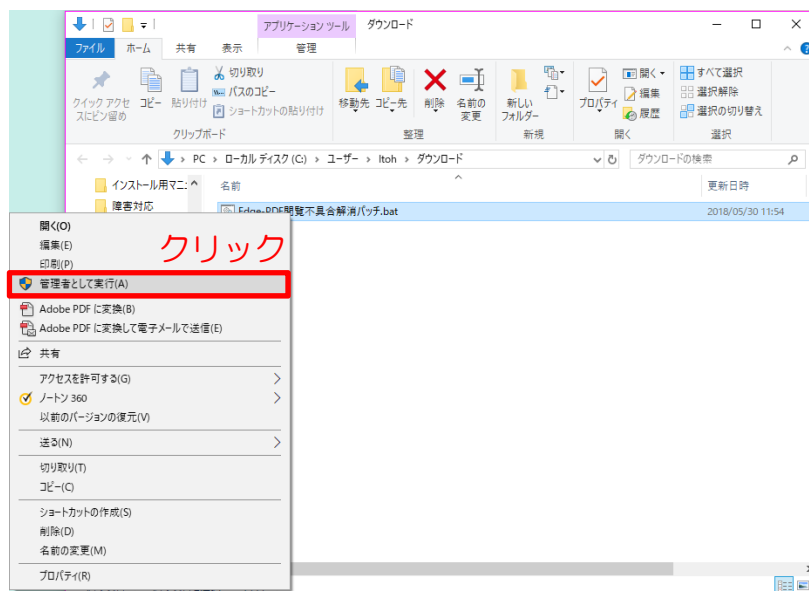 アプリケーション ツール ダウンロード
ファイル ホーム 共有 表示 管理
クイック アクセスにピン留め
コピー
貼り付け
切り取り
パスのコピー
ショートカットの貼り付け
クリップボード
移動先 コピー先 削除 名前の変更
整理
新しいフォルダー
新規
プロパティ
開く
編集
履歴
開く
すべて選択
選択解除
選択の切り替え
選択
PC › ローカル ディスク (C:) › ユーザー › Itoh › ダウンロード
ダウンロードの検索
インストール用マニ
障害対応
名前 更新日時
Edge-PDF閲覧不具合解消パッチ.bat 2018/05/30 11:54
開く(O)
編集(E)
印刷(P)
クリック
管理者として実行(A)
Adobe PDF に変換(B)
Adobe PDF に変換して電子メールで送信(E)
共有
アクセスを許可する(G)
ノートン 360
以前のバージョンの復元(V)
送る(N)
切り取り(T)
コピー(C)
ショートカットの作成(S)
削除(D)
名前の変更(M)
プロパティ(R)